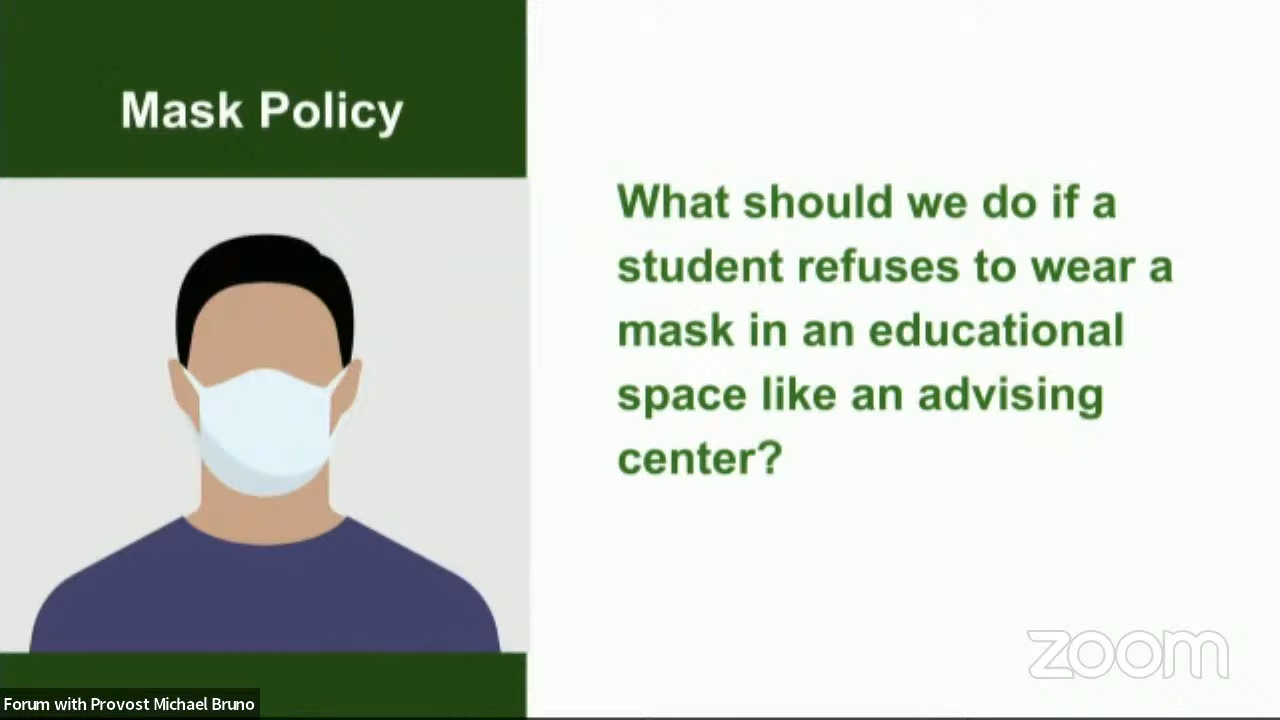 Mask Policy
What should we do if a
student refuses to wear a
mask in an educational
space like an advising
center?
zoom
Forum with Provost Michael Bruno